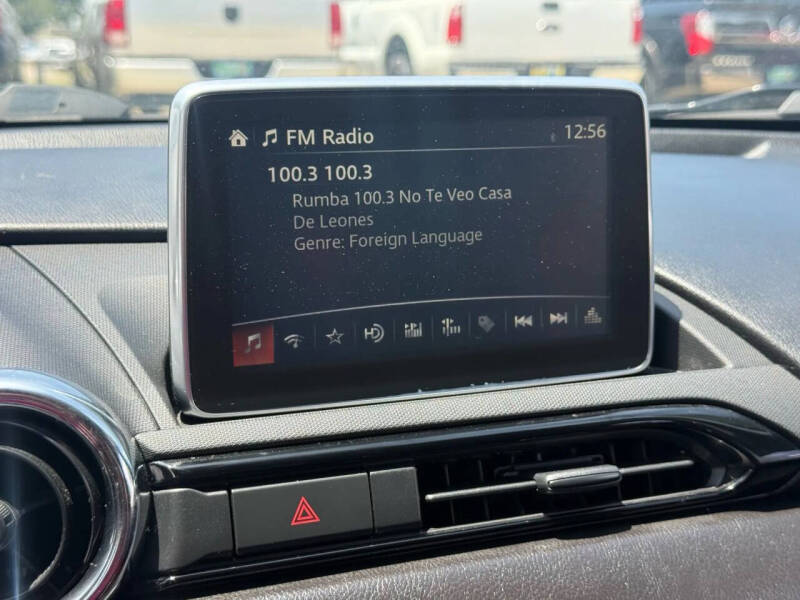 FM Radio 12:56
100.3 100.3
Rumba 100.3 No Te Veo Casa
De Leones
Genre: Foreign Language
HD